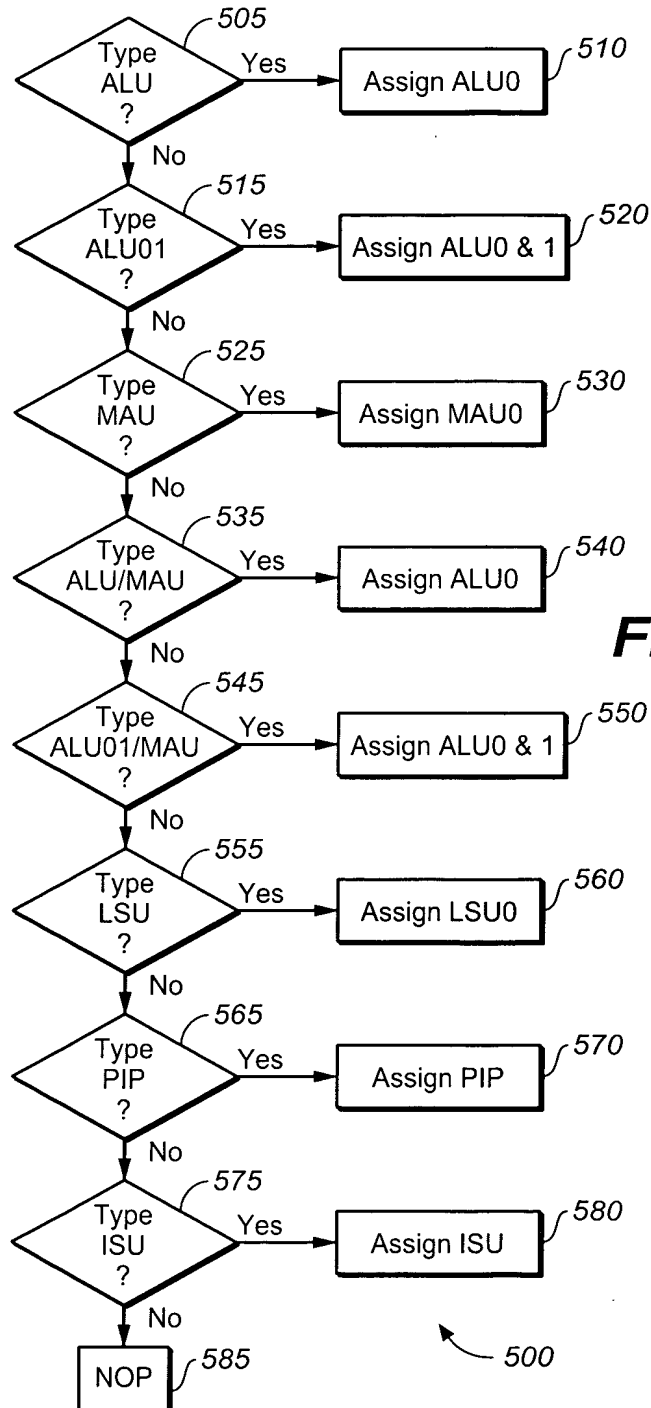 505
Type
ALU
?
Yes
Assign ALU0
510
No
515
Type
ALU01
?
Yes
Assign ALU0 & 1
520
No
525
Type
MAU
?
Yes
Assign MAU0
530
No
535
Type
ALU/MAU
?
Yes
Assign ALU0
540
No
545
Type
ALU01/MAU
?
Yes
Assign ALU0 & 1
550
No
555
Type
LSU
?
Yes
Assign LSU0
560
No
565
Type
PIP
?
Yes
Assign PIP
570
No
575
Type
ISU
?
Yes
Assign ISU
580
No
NOP
585
500